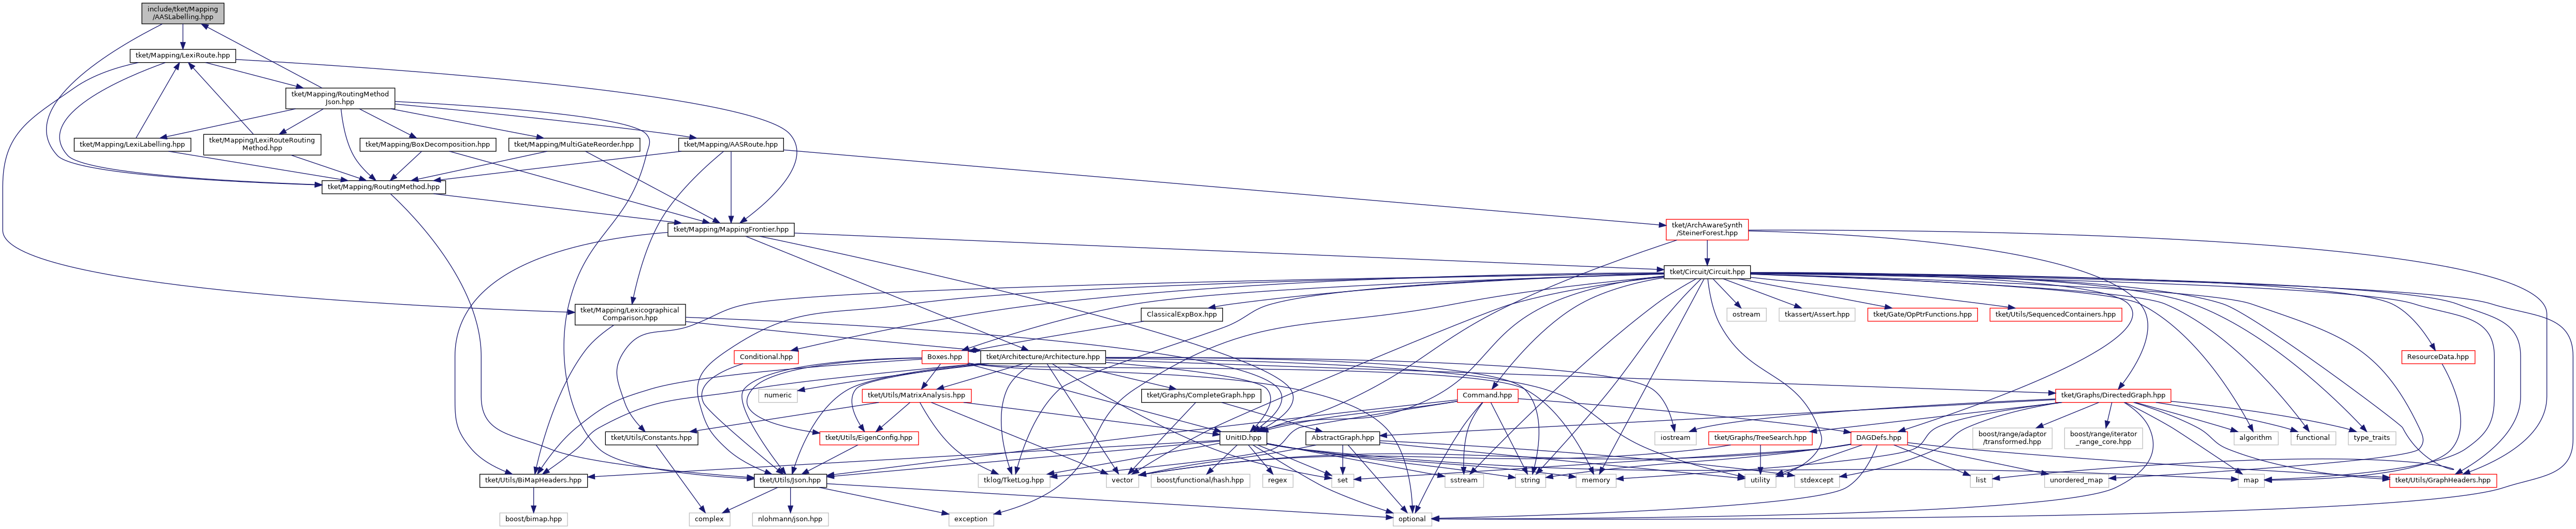 include/tket/Mapping
/AASLabelling.hpp
tket/Mapping/LexiRoute.hpp
tket/Mapping/RoutingMethod
Json.hpp
tket/Mapping/LexiLabelling.hpp
tket/Mapping/LexiRouteRouting
Method.hpp
tket/Mapping/BoxDecomposition.hpp
tket/Mapping/MultiGateReorder.hpp
tket/Mapping/AASRoute.hpp
tket/Mapping/RoutingMethod.hpp
tket/Mapping/MappingFrontier.hpp
tket/ArchAwareSynth
/SteinerForest.hpp
tket/Circuit/Circuit.hpp
tket/Mapping/Lexicographical
Comparison.hpp
ClassicalExpBox.hpp
ostream
tkassert/Assert.hpp
tket/Gate/OpPtrFunctions.hpp
tket/Utils/SequencedContainers.hpp
Conditional.hpp
Boxes.hpp
tket/Architecture/Architecture.hpp
ResourceData.hpp
numeric
tket/Utils/MatrixAnalysis.hpp
tket/Graphs/CompleteGraph.hpp
Command.hpp
tket/Graphs/DirectedGraph.hpp
tket/Utils/Constants.hpp
tket/Utils/EigenConfig.hpp
UnitID.hpp
AbstractGraph.hpp
iostream
tket/Graphs/TreeSearch.hpp
DAGDefs.hpp
boost/range/adaptor
/transformed.hpp
boost/range/iterator
_range_core.hpp
algorithm
functional
type_traits
tket/Utils/BiMapHeaders.hpp
tket/Utils/Json.hpp
tklog/TketLog.hpp
vector
boost/functional/hash.hpp
regex
set
sstream
string
memory
utility
stdexcept
list
unordered_map
map
tket/Utils/GraphHeaders.hpp
boost/bimap.hpp
complex
nlohmann/json.hpp
exception
optional